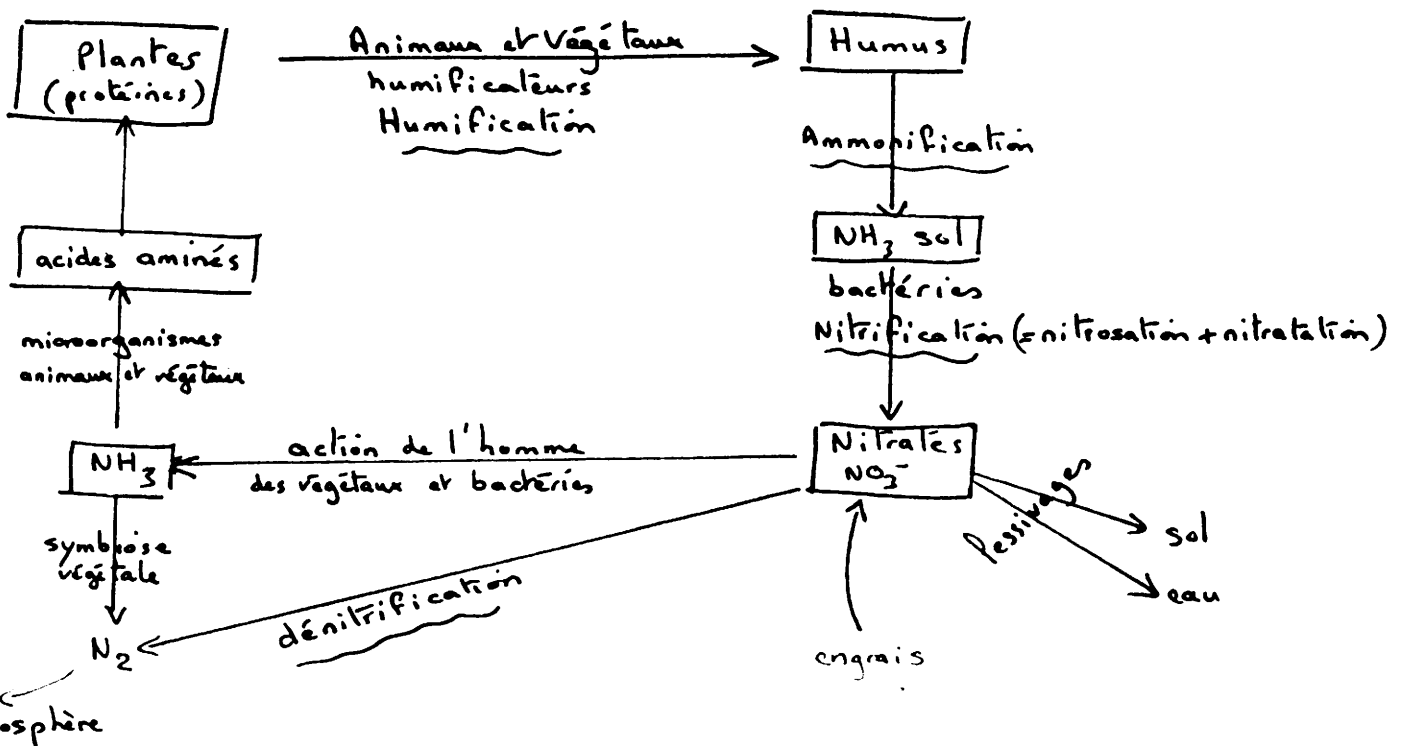 Plantes
(protéines)
Animaux et Végétaux
humificateurs
Humification
Humus
Ammonification
NH3 sol
bactéries
Nitrification (= nitrosation + nitratation)
acides aminés
microorganismes
animaux et végétaux
NH3
action de l'homme
des végétaux et bactéries
Nitrates
NO3-
lessivages
sol
eau
symbiose
végétale
N2
dénitrification
engrais
osphère